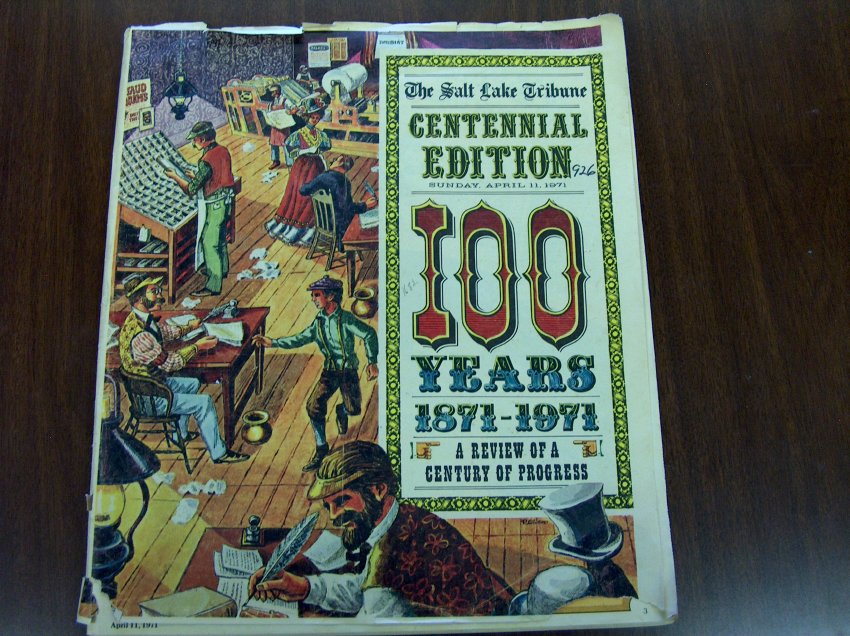 The Salt Lake Tribune
CENTENNIAL
EDITION
926
SUNDAY, APRIL 11, 1971
100
YEARS
1871-1971
A REVIEW OF A
CENTURY OF PROGRESS
3
April 11, 1971